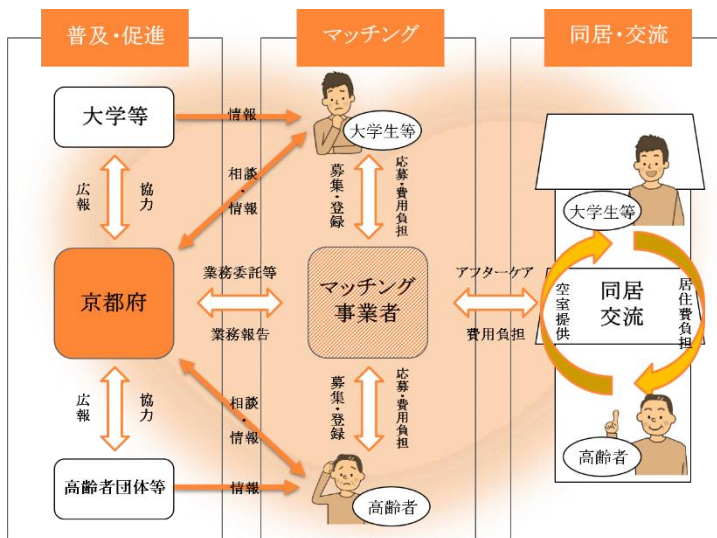 普及・促進
マッチング
同居・交流
大学等
情報
大学生等
相談・情報
広報
協力
募集・登録
応募・費用負担
大学生等
京都府
業務委託等
業務報告
マッチング
事業者
アフターケア
費用負担
空室提供
同居
交流
居住費負担
広報
協力
相談・情報
募集・登録
応募・費用負担
高齢者団体等
情報
高齢者
高齢者